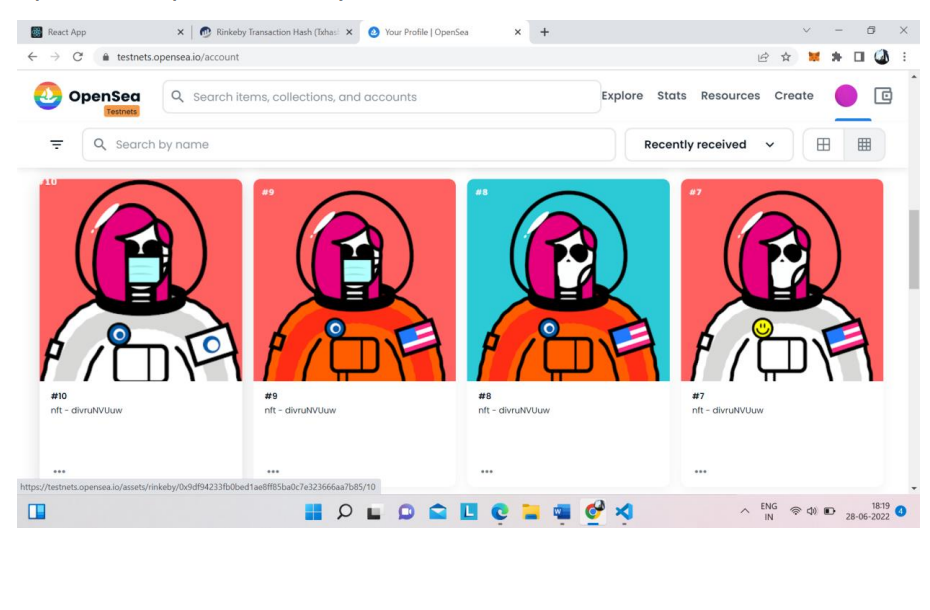 React App
Rinkeby Transaction Hash (Txhas
Your Profile | OpenSea
testnets.opensea.io/account
OpenSea
Testnets
Search items, collections, and accounts
Explore Stats Resources Create
Search by name
Recently received
#10
#9
#8
#7
#10
nft - divruNVUuw
#9
nft - divruNVUuw
#8
nft - divruNVUuw
#7
nft - divruNVUuw
https://testnets.opensea.io/assets/rinkeby/0x9df94233fb0bed1ae8ff85ba0c7e323666aa7b85/10
ENG
IN
18:19
28-06-2022
4